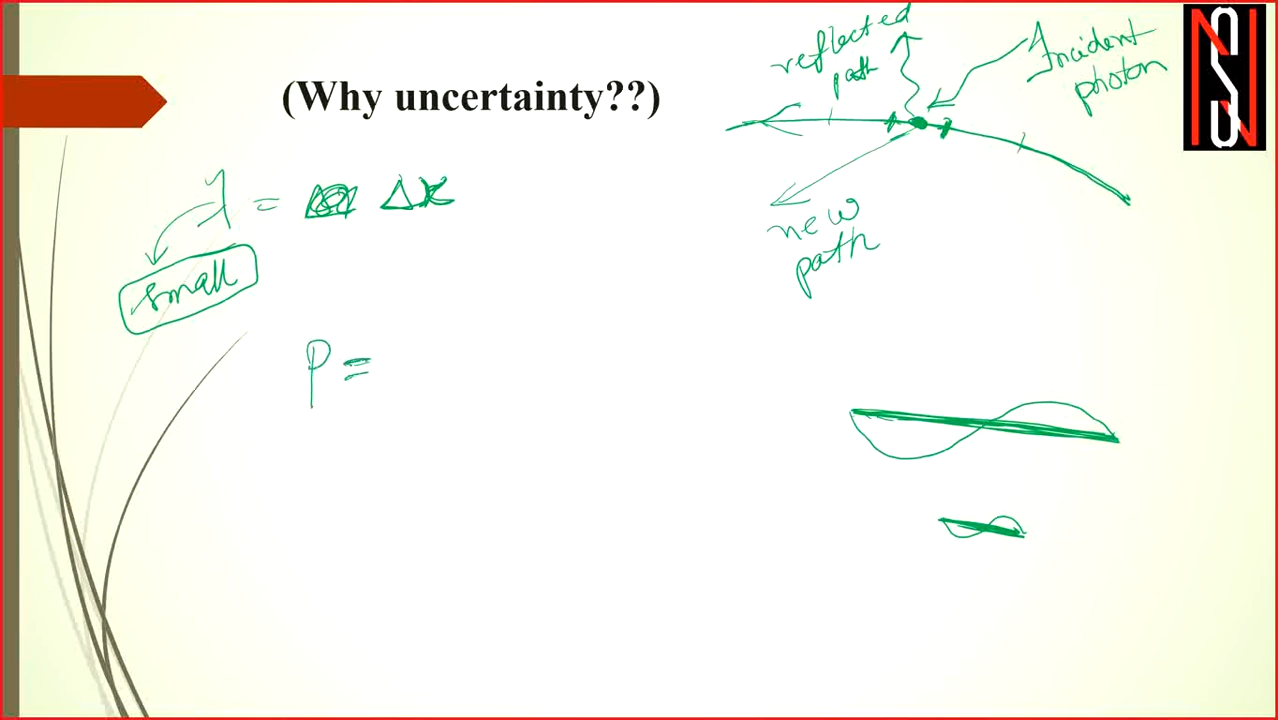 (Why uncertainty??)
reflected
path
Incident
photon
λ = Δx
small
new
path
P =